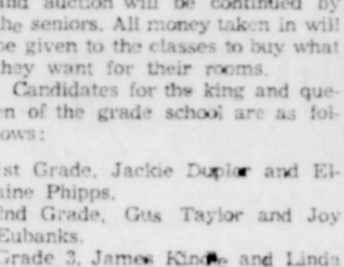 and auction will be continued by
the seniors. All money taken in will
be given to the classes to buy what
they want for their rooms.
Candidates for the king and que-
en of the grade school are as fol-
lows:
1st Grade, Jackie Dupler and El-
aine Phipps.
2nd Grade, Gus Taylor and Joy
Eubanks.
Grade 3, James and Linda